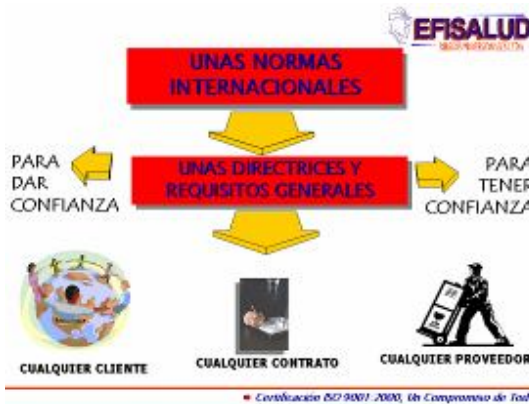 EFISALUD
UNAS NORMAS
INTERNACIONALES
PARA
DAR
CONFIANZA
UNAS DIRECTRICES Y
REQUISITOS GENERALES
PARA
TENER
CONFIANZA
CUALQUIER CLIENTE
CUALQUIER CONTRATO
CUALQUIER PROVEEDOR
Certificación ISO 9001 2000, Un Compromiso de Tod